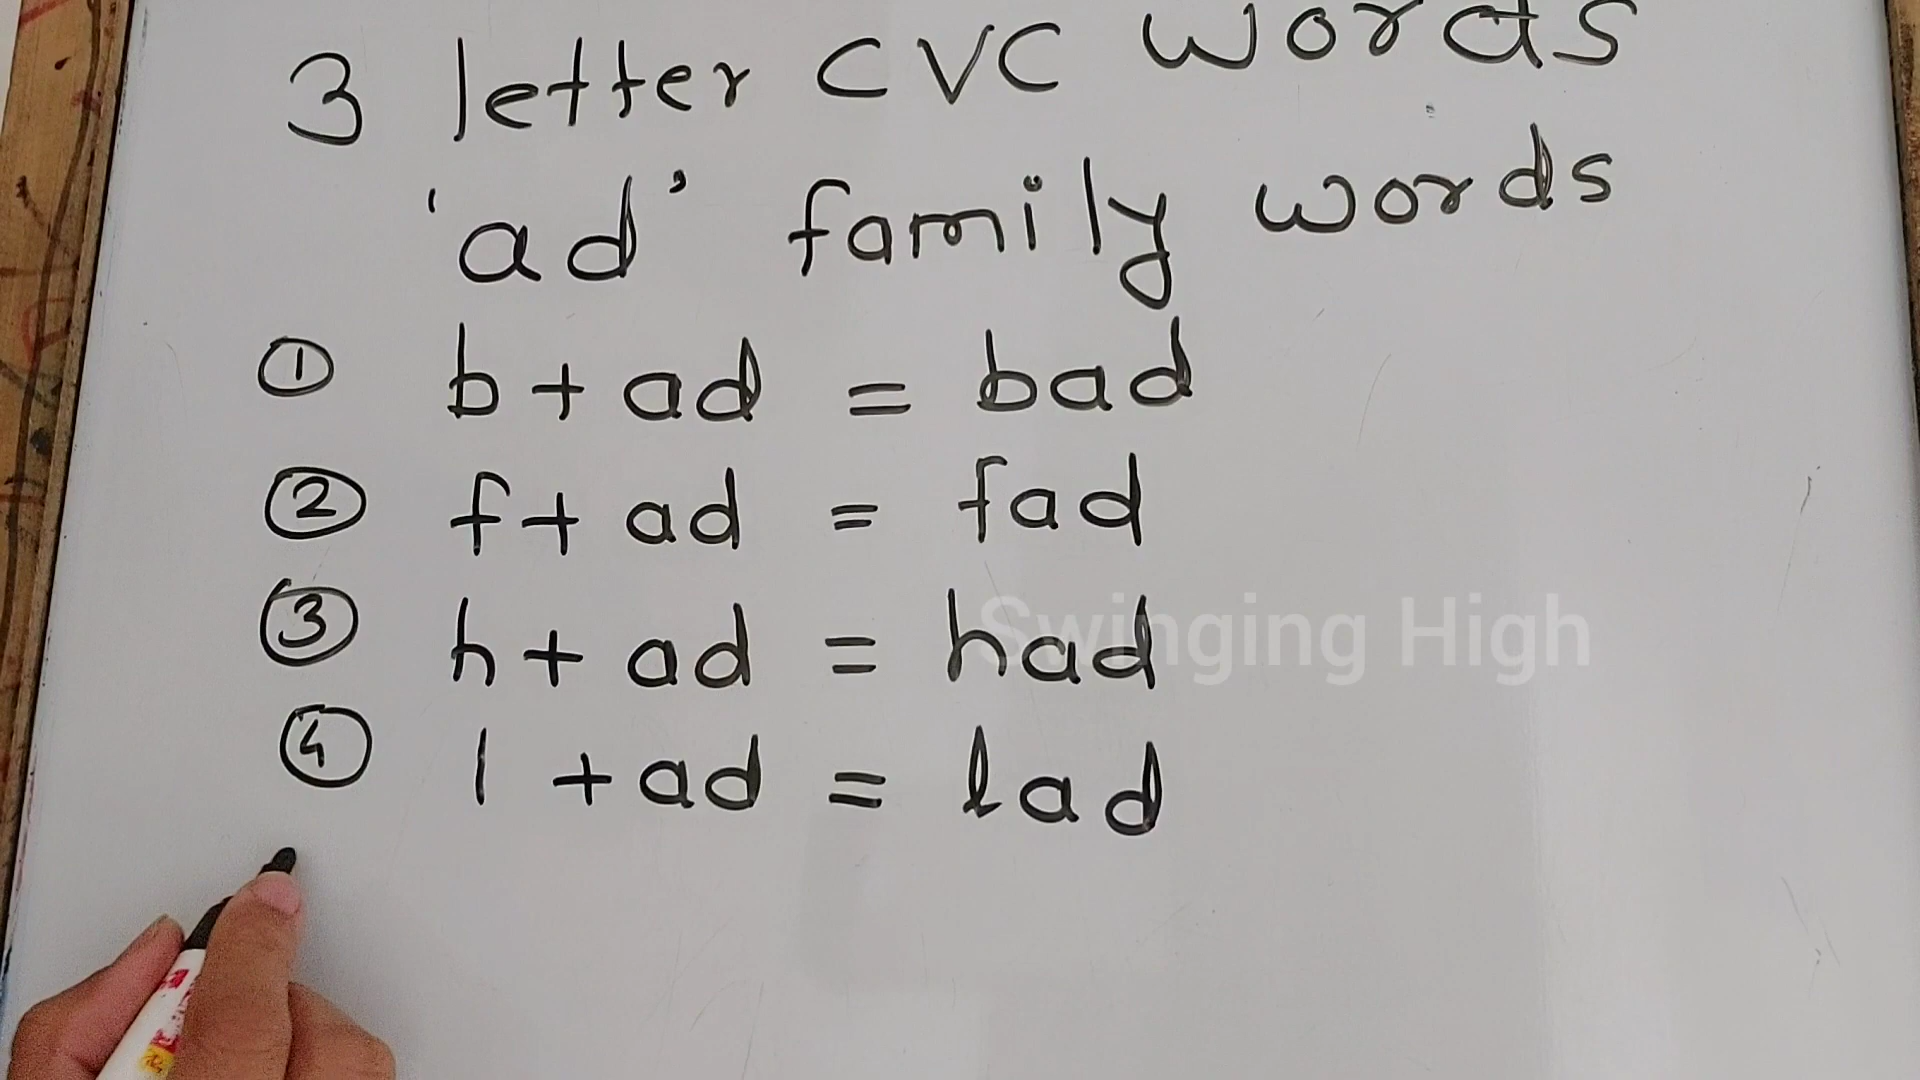 3 letter CVC words
'ad' family words
① b + ad = bad
② f + ad = fad
③ h + ad = had
Swinging High
④ l + ad = lad